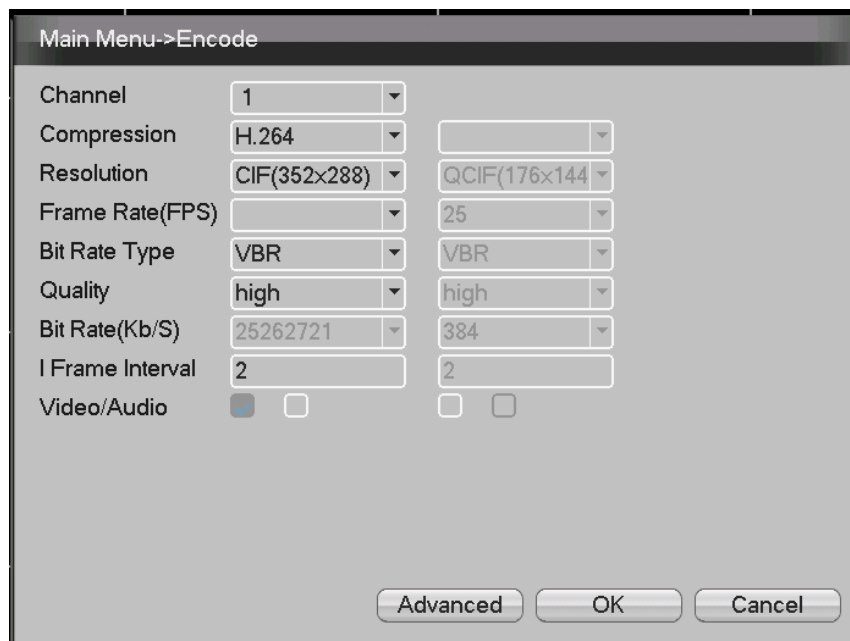 Main Menu->Encode
Channel 1
Compression H.264
Resolution CIF(352x288) QCIF(176x144
Frame Rate(FPS) 25
Bit Rate Type VBR VBR
Quality high high
Bit Rate(Kb/S) 25262721 384
I Frame Interval 2 2
Video/Audio
Advanced OK Cancel